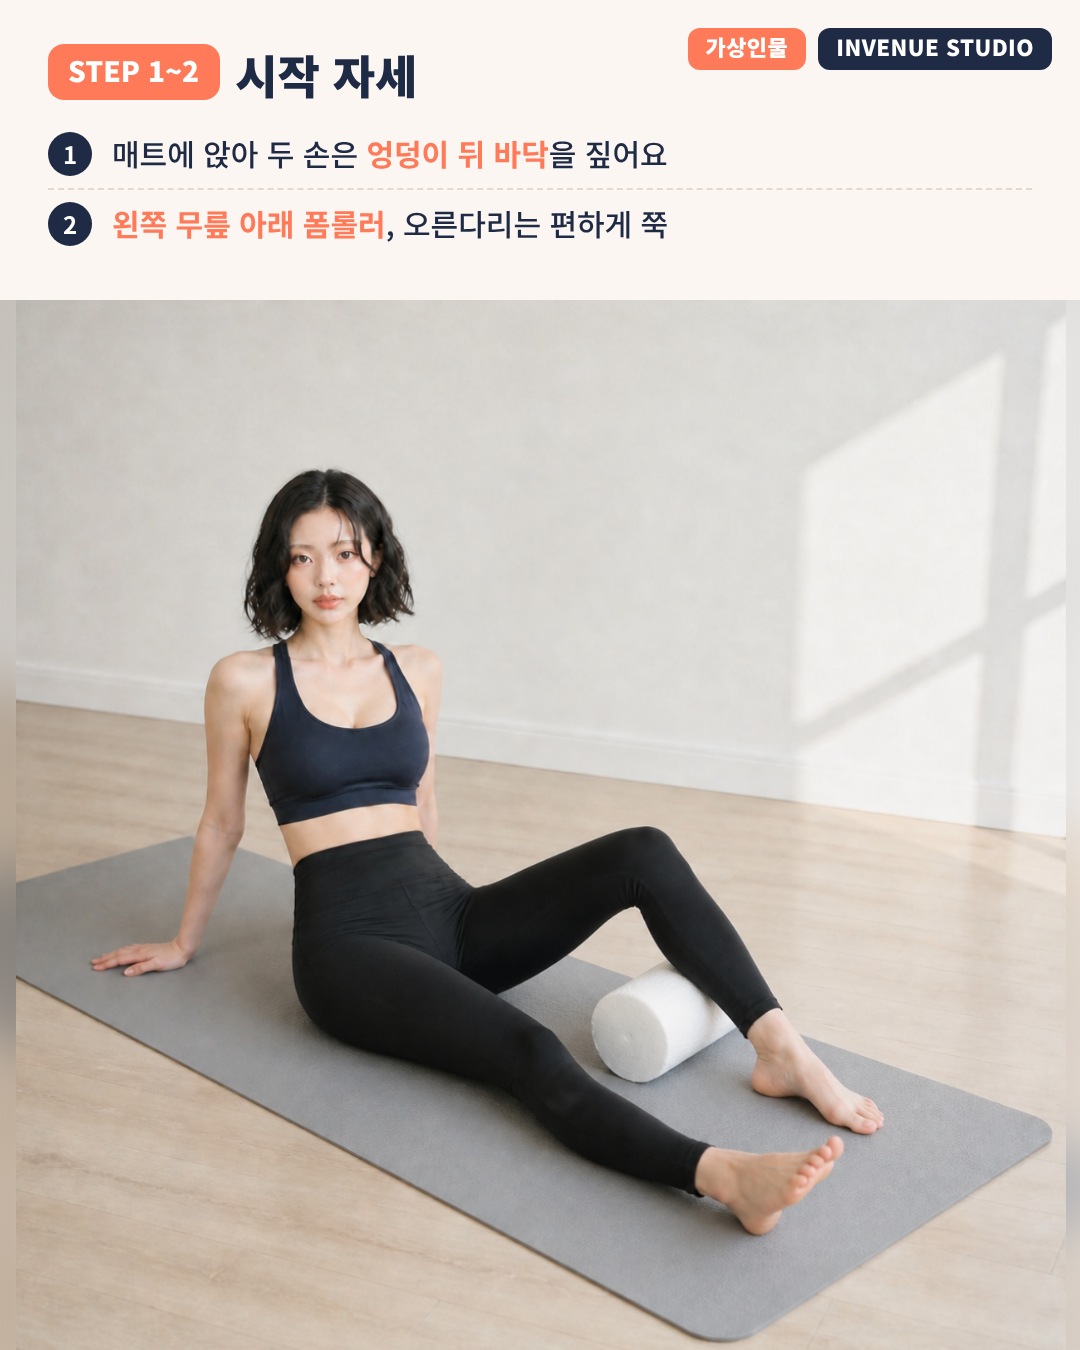 STEP 1~2 시작 자세
가상인물 INVENUE STUDIO
1 매트에 앉아 두 손은 엉덩이 뒤 바닥을 짚어요
2 왼쪽 무릎 아래 폼롤러, 오른다리는 편하게 쭉